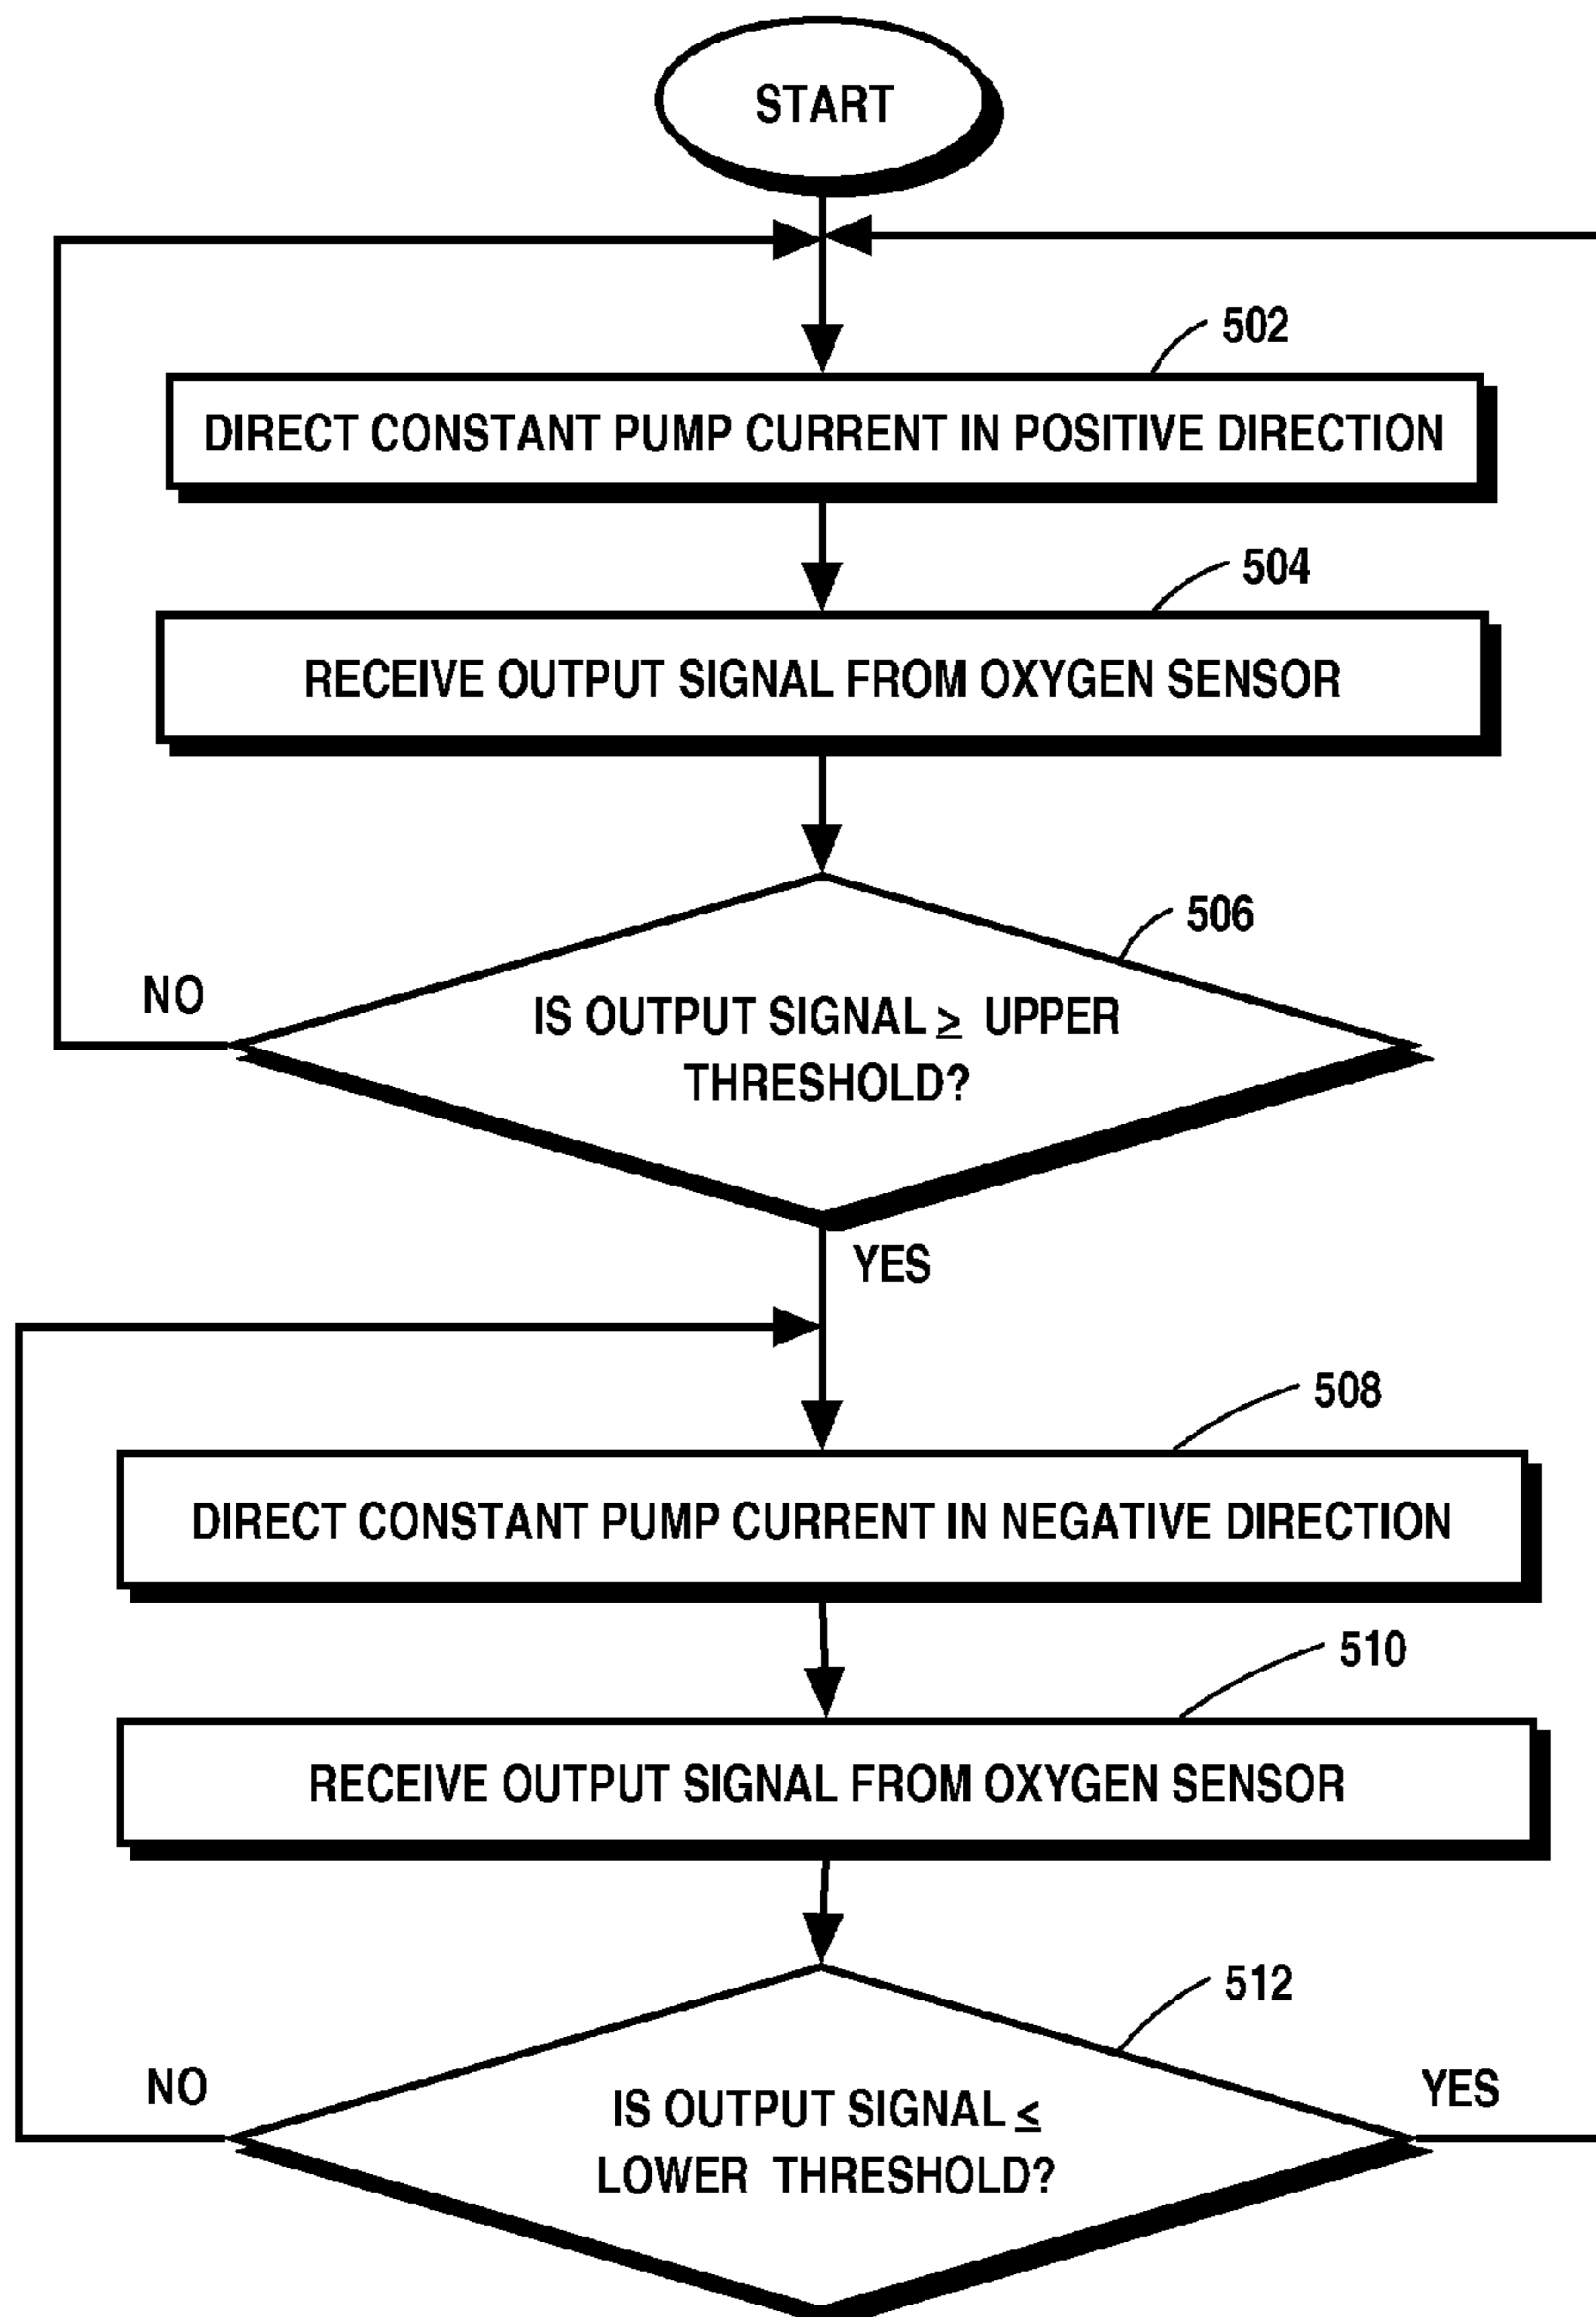 START
502
DIRECT CONSTANT PUMP CURRENT IN POSITIVE DIRECTION
504
RECEIVE OUTPUT SIGNAL FROM OXYGEN SENSOR
506
NO
IS OUTPUT SIGNAL ≥ UPPER
THRESHOLD?
YES
508
DIRECT CONSTANT PUMP CURRENT IN NEGATIVE DIRECTION
510
RECEIVE OUTPUT SIGNAL FROM OXYGEN SENSOR
512
NO
YES
IS OUTPUT SIGNAL ≤
LOWER THRESHOLD?